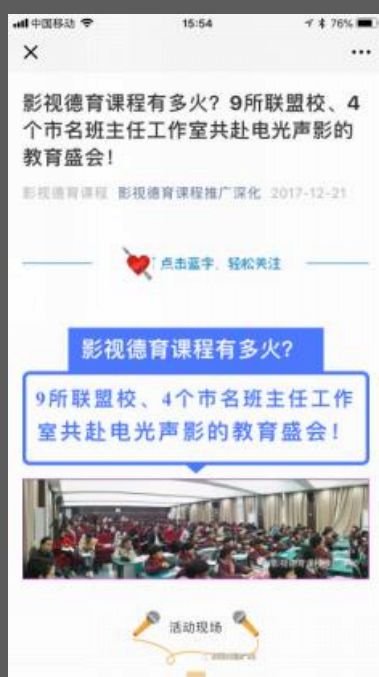 中国移动 15:54 76%
影视德育课程有多火？9所联盟校、4
个市名班主任工作室共赴电光声影的
教育盛会！
影视德育课程 影视德育课程推广深化 2017-12-21
点击蓝字，轻松关注
影视德育课程有多火？
9所联盟校、4个市名班主任工作
室共赴电光声影的教育盛会！
活动现场